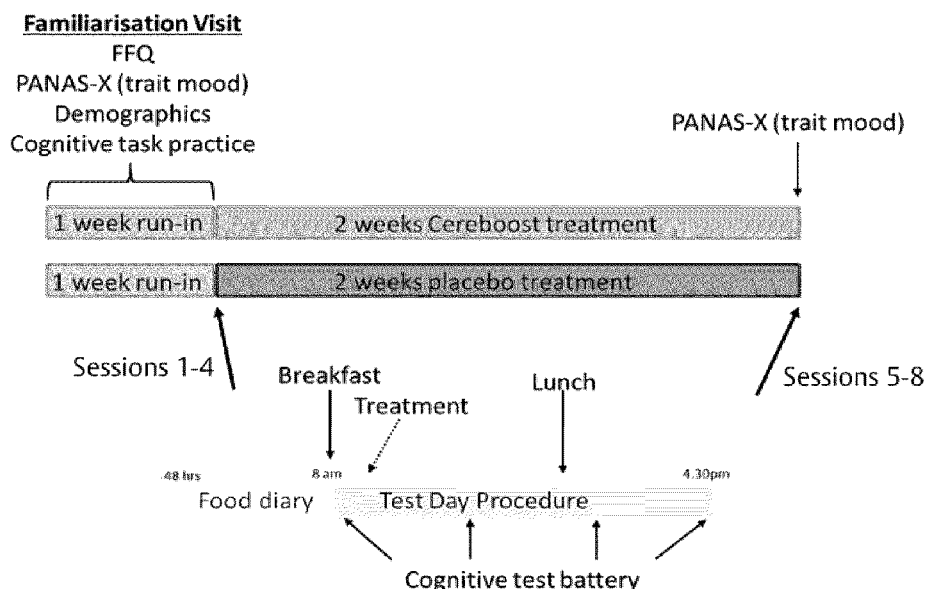 Familiarisation Visit
FFQ
PANAS-X (trait mood)
Demographics
Cognitive task practice
PANAS-X (trait mood)
1 week run-in
2 weeks Cereboost treatment
1 week run-in
2 weeks placebo treatment
Sessions 1-4
Sessions 5-8
Breakfast
Lunch
Treatment
48 hrs
8 am
4.30pm
Food diary
Test Day Procedure
Cognitive test battery